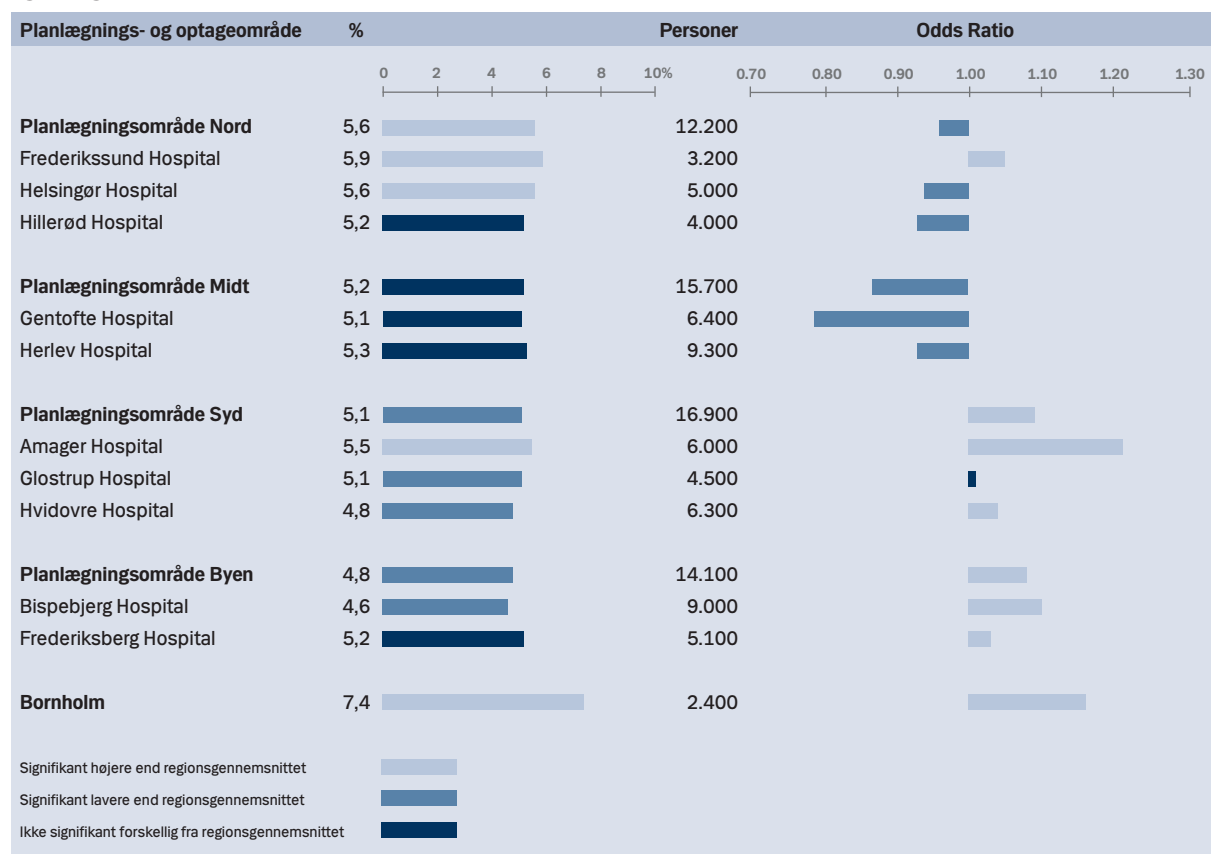 Planlægnings- og optageområde % Personer Odds Ratio
0 2 4 6 8 10% 0.70 0.80 0.90 1.00 1.10 1.20 1.30
Planlægningsområde Nord 5,6 12.200
Frederikssund Hospital 5,9 3.200
Helsingør Hospital 5,6 5.000
Hillerød Hospital 5,2 4.000
Planlægningsområde Midt 5,2 15.700
Gentofte Hospital 5,1 6.400
Herlev Hospital 5,3 9.300
Planlægningsområde Syd 5,1 16.900
Amager Hospital 5,5 6.000
Glostrup Hospital 5,1 4.500
Hvidovre Hospital 4,8 6.300
Planlægningsområde Byen 4,8 14.100
Bispebjerg Hospital 4,6 9.000
Frederiksberg Hospital 5,2 5.100
Bornholm 7,4 2.400
Signifikant højere end regionsgennemsnittet
Signifikant lavere end regionsgennemsnittet
Ikke signifikant forskellig fra regionsgennemsnittet